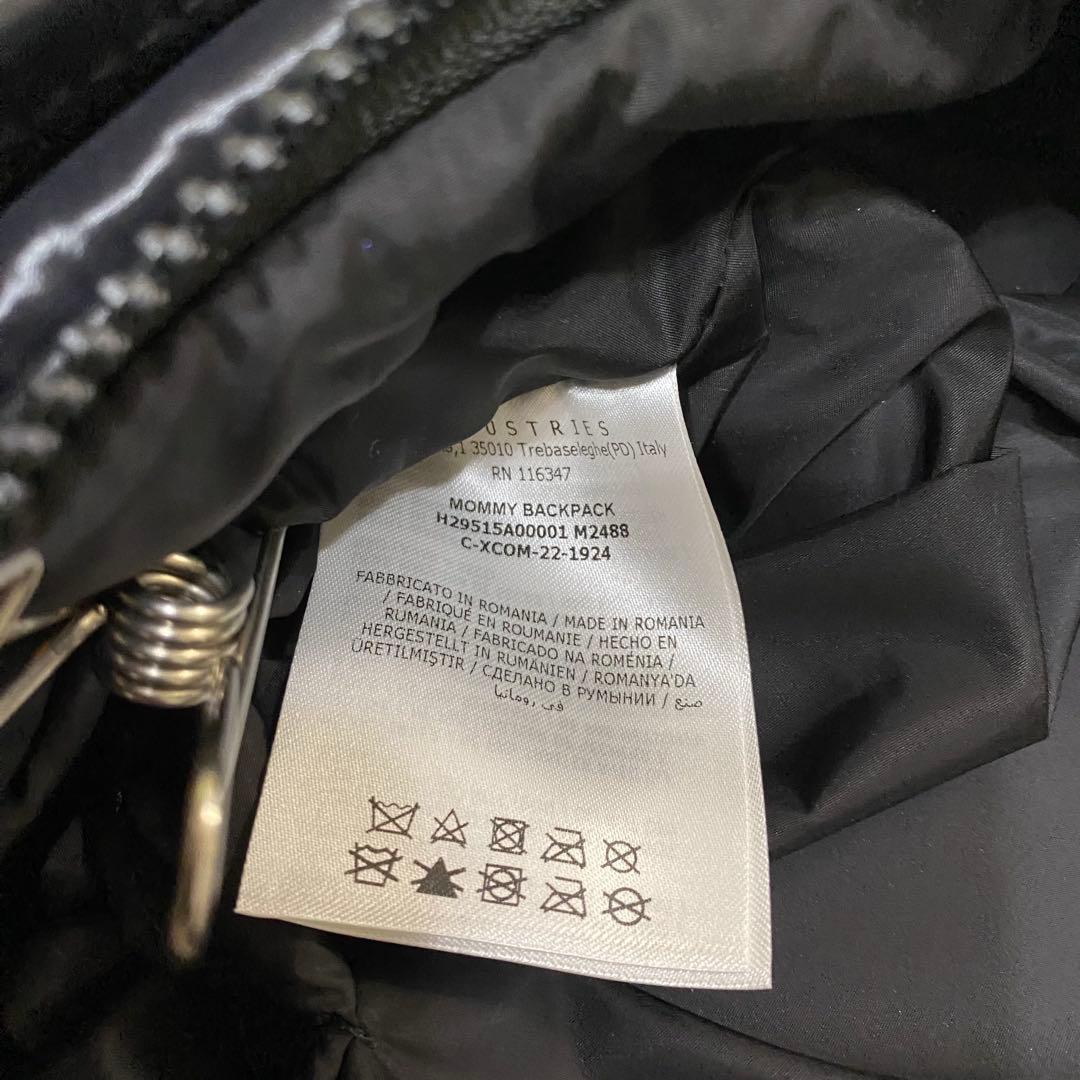 USTRIES
,1 35010 Trebaseleghe(PD) Italy
RN 116347
MOMMY BACKPACK
H29515A00001 M2488
C-XCOM-22-1924
FABBRICATO IN ROMANIA / MADE IN ROMANIA
/ FABRIQUÉ EN ROUMANIE / HECHO EN
RUMANIA / FABRICADO NA ROMÉNIA /
HERGESTELLT IN RUMÄNIEN / ROMANYA'DA
ÜRETILMIŞTIR / СДЕЛАНО В РУМЫНИИ / صنع
في رومانيا